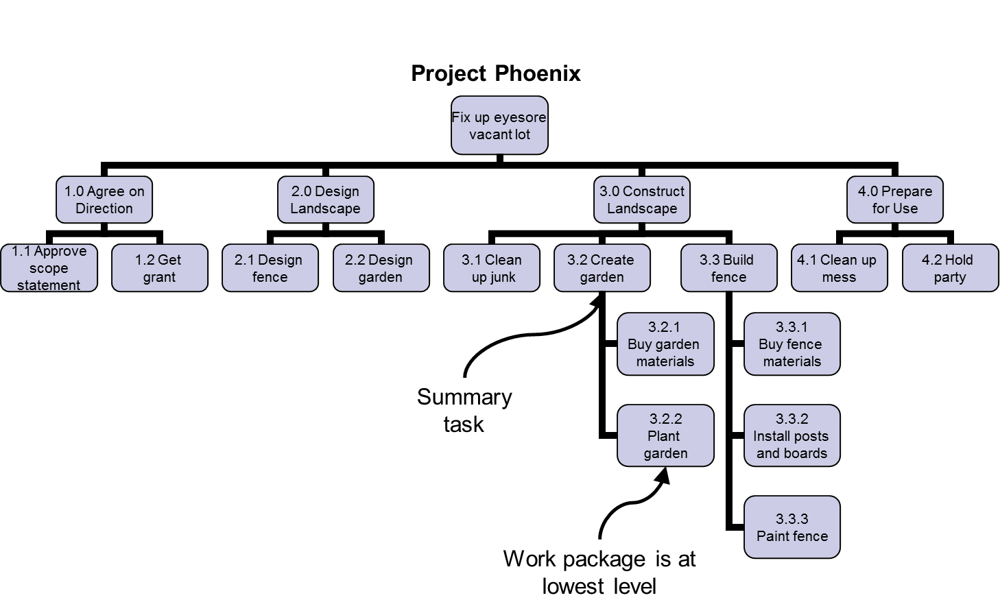 Project Phoenix
Fix up eyesore
vacant lot
1.0 Agree on
Direction
2.0 Design
Landscape
3.0 Construct
Landscape
4.0 Prepare
for Use
1.1 Approve
scope
statement
1.2 Get
grant
2.1 Design
fence
2.2 Design
garden
3.1 Clean
up junk
3.2 Create
garden
3.3 Build
fence
4.1 Clean up
mess
4.2 Hold
party
3.2.1
Buy garden
materials
3.3.1
Buy fence
materials
Summary
task
3.2.2
Plant
garden
3.3.2
Install posts
and boards
3.3.3
Paint fence
Work package is at
lowest level